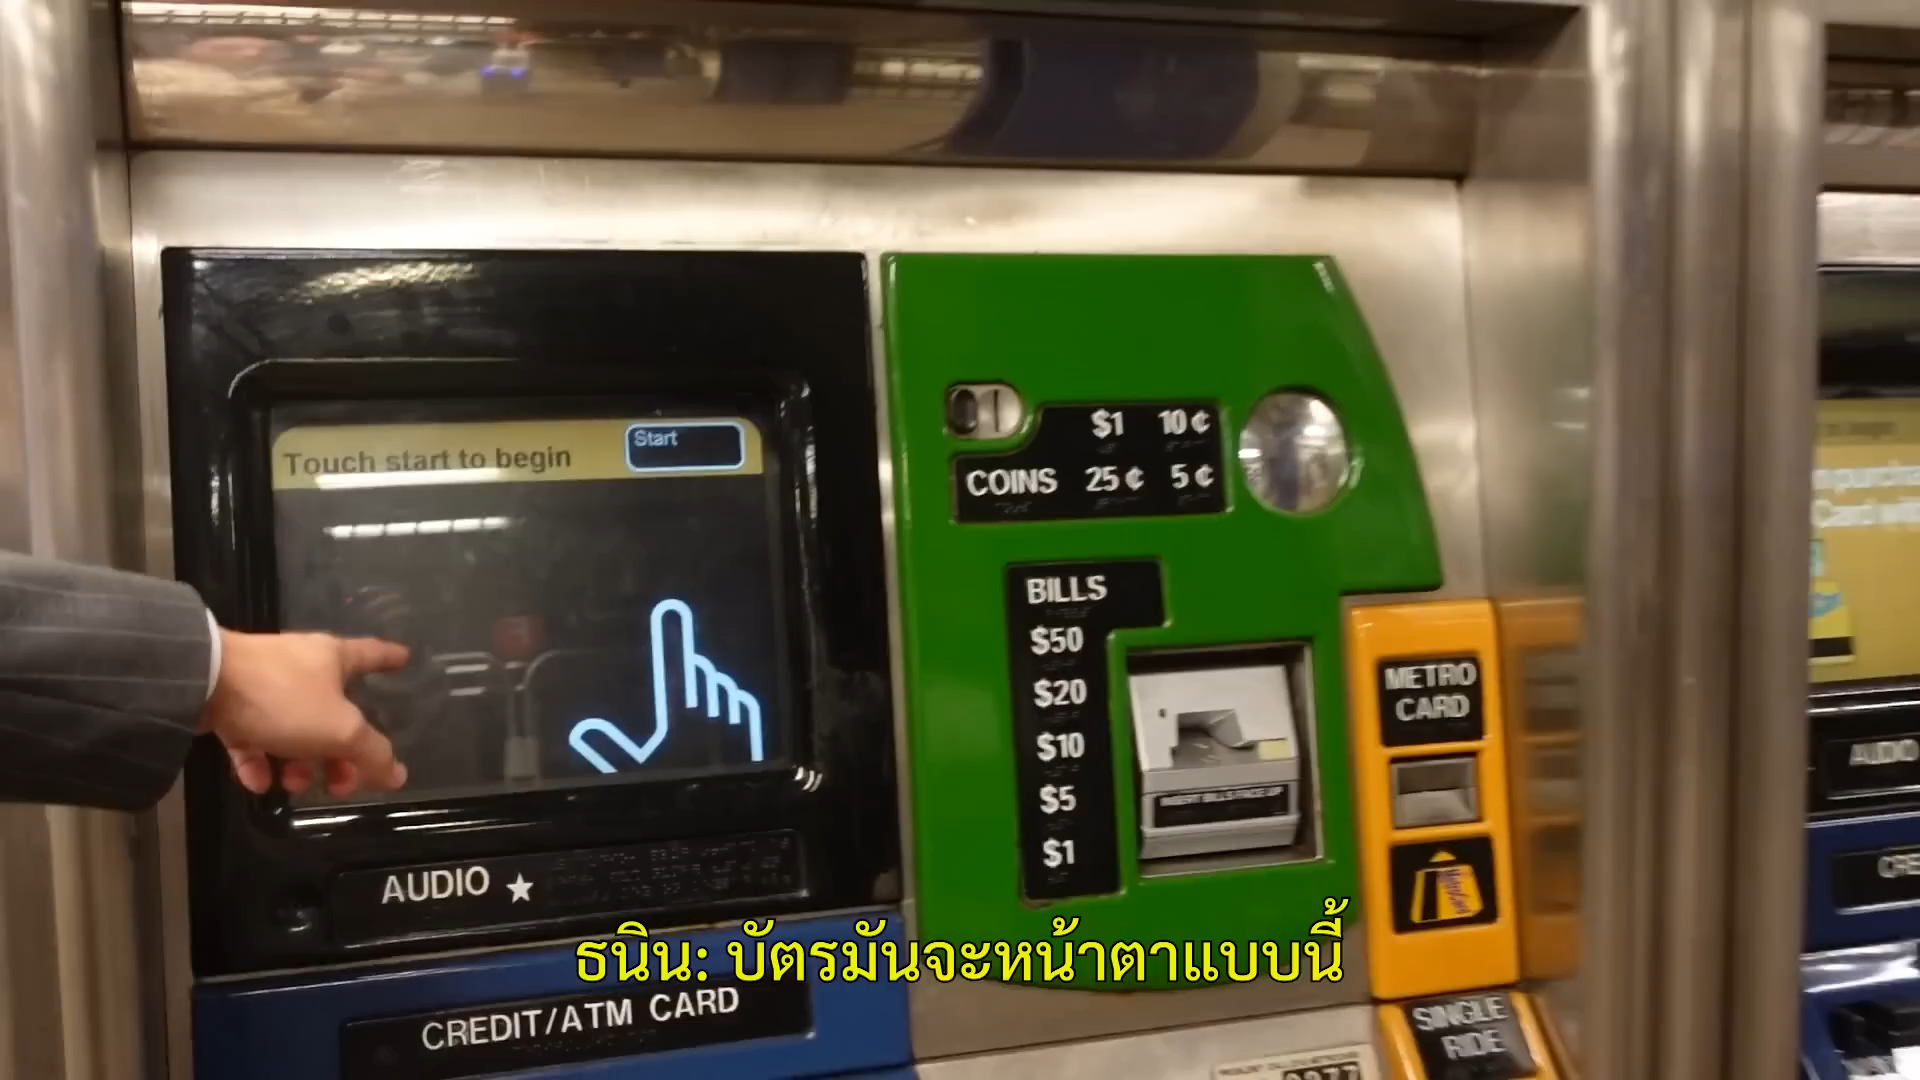 Touch start to begin
Start
$1 10¢
COINS 25¢ 5¢
BILLS
$50
$20
$10
$5
$1
METRO
CARD
AUDIO ★
AUDIO
CREDIT/ATM CARD
SINGLE
RIDE
ธนิน: บัตรมันจะหน้าตาแบบนี้